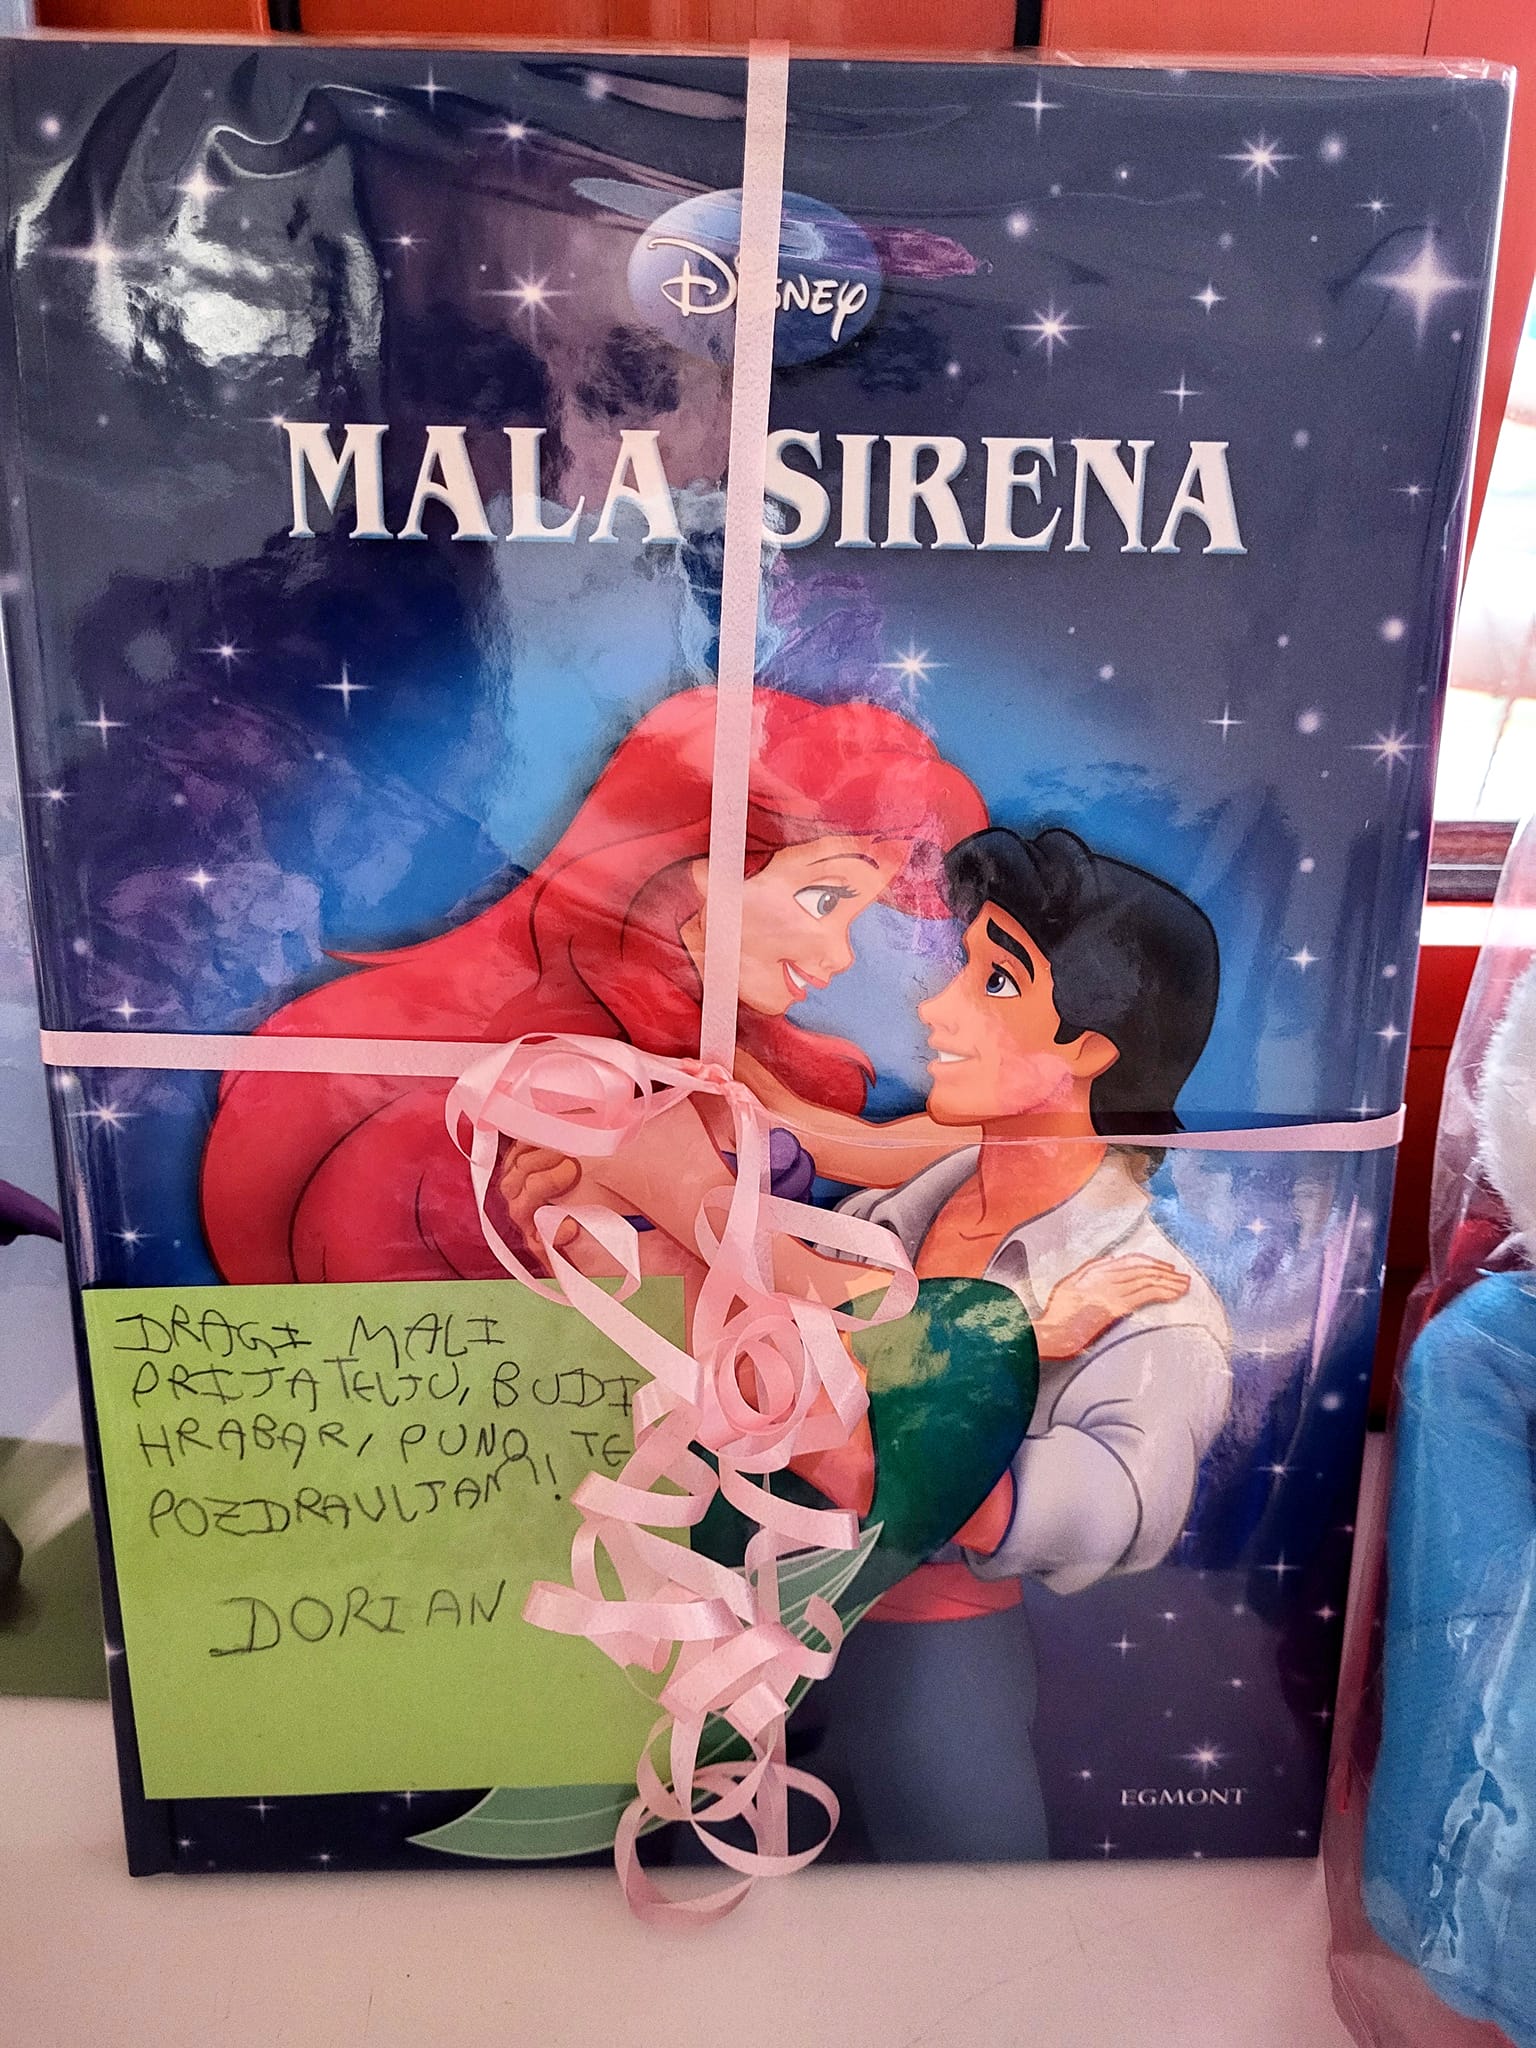 Disney
MALA SIRENA
DRAGI MALI
PRIJATELJU, BUDI
HRABAR, PUNO TE
POZDRAVLJAM!
DORIAN
EGMONT